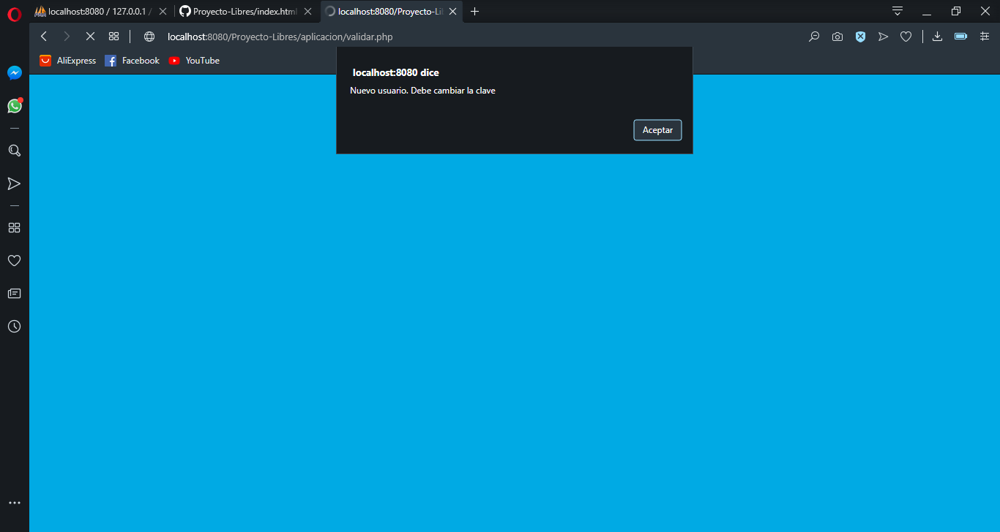 localhost:8080 / 127.0.0.1 /
Proyecto-Libres/index.html
localhost:8080/Proyecto-Li
localhost:8080/Proyecto-Libres/aplicacion/validar.php
AliExpress
Facebook
YouTube
localhost:8080 dice
Nuevo usuario. Debe cambiar la clave
Aceptar